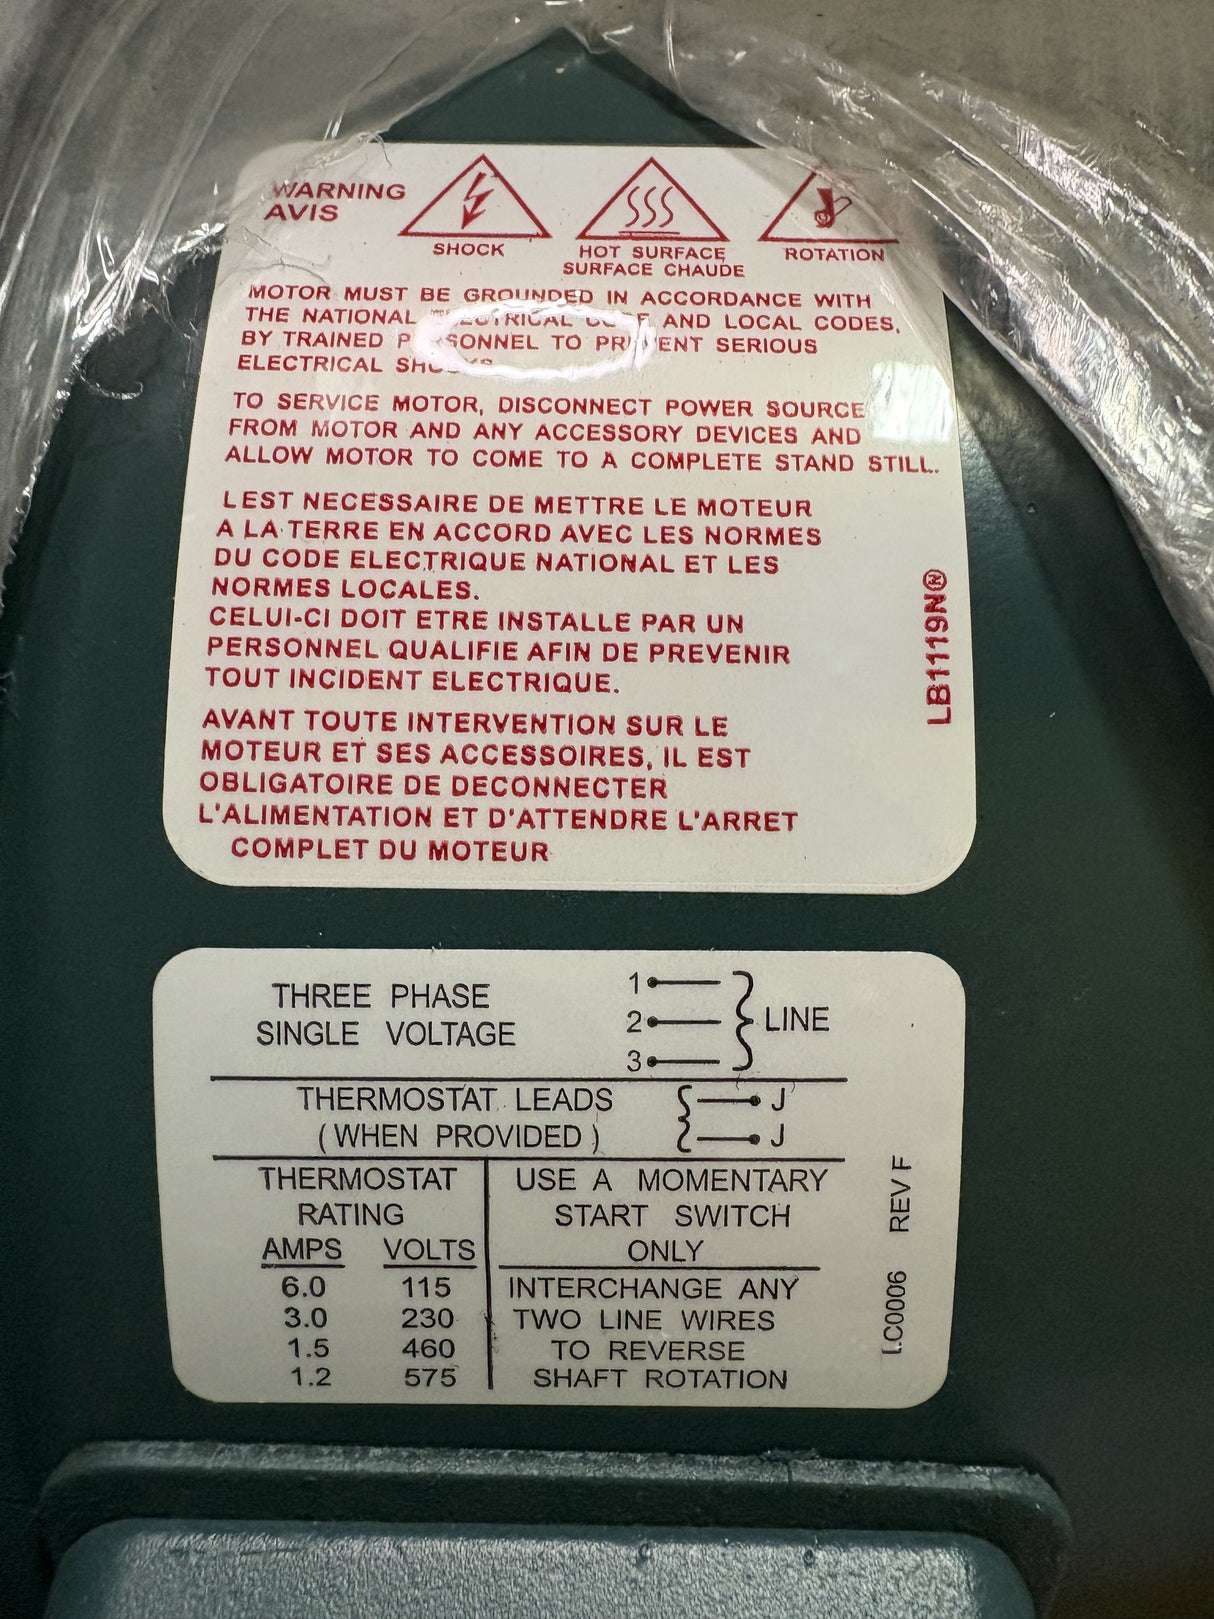 WARNING
AVIS
SHOCK
HOT SURFACE
SURFACE CHAUDE
ROTATION
MOTOR MUST BE GROUNDED IN ACCORDANCE WITH
THE NATIONAL ELECTRICAL CODE AND LOCAL CODES,
BY TRAINED PERSONNEL TO PREVENT SERIOUS
ELECTRICAL SHOCKS
TO SERVICE MOTOR, DISCONNECT POWER SOURCE
FROM MOTOR AND ANY ACCESSORY DEVICES AND
ALLOW MOTOR TO COME TO A COMPLETE STAND STILL.
LEST NECESSAIRE DE METTRE LE MOTEUR
A LA TERRE EN ACCORD AVEC LES NORMES
DU CODE ELECTRIQUE NATIONAL ET LES
NORMES LOCALES.
CELUI-CI DOIT ETRE INSTALLE PAR UN
PERSONNEL QUALIFIE AFIN DE PREVENIR
TOUT INCIDENT ELECTRIQUE.
AVANT TOUTE INTERVENTION SUR LE
MOTEUR ET SES ACCESSOIRES, IL EST
OBLIGATOIRE DE DECONNECTER
L'ALIMENTATION ET D'ATTENDRE L'ARRET
COMPLET DU MOTEUR
LB1119N®
THREE PHASE
SINGLE VOLTAGE
1
2
3
LINE
THERMOSTAT LEADS
(WHEN PROVIDED)
J
J
THERMOSTAT
RATING
AMPS VOLTS
6.0 115
3.0 230
1.5 460
1.2 575
USE A MOMENTARY
START SWITCH
ONLY
INTERCHANGE ANY
TWO LINE WIRES
TO REVERSE
SHAFT ROTATION
LC0006 REV F